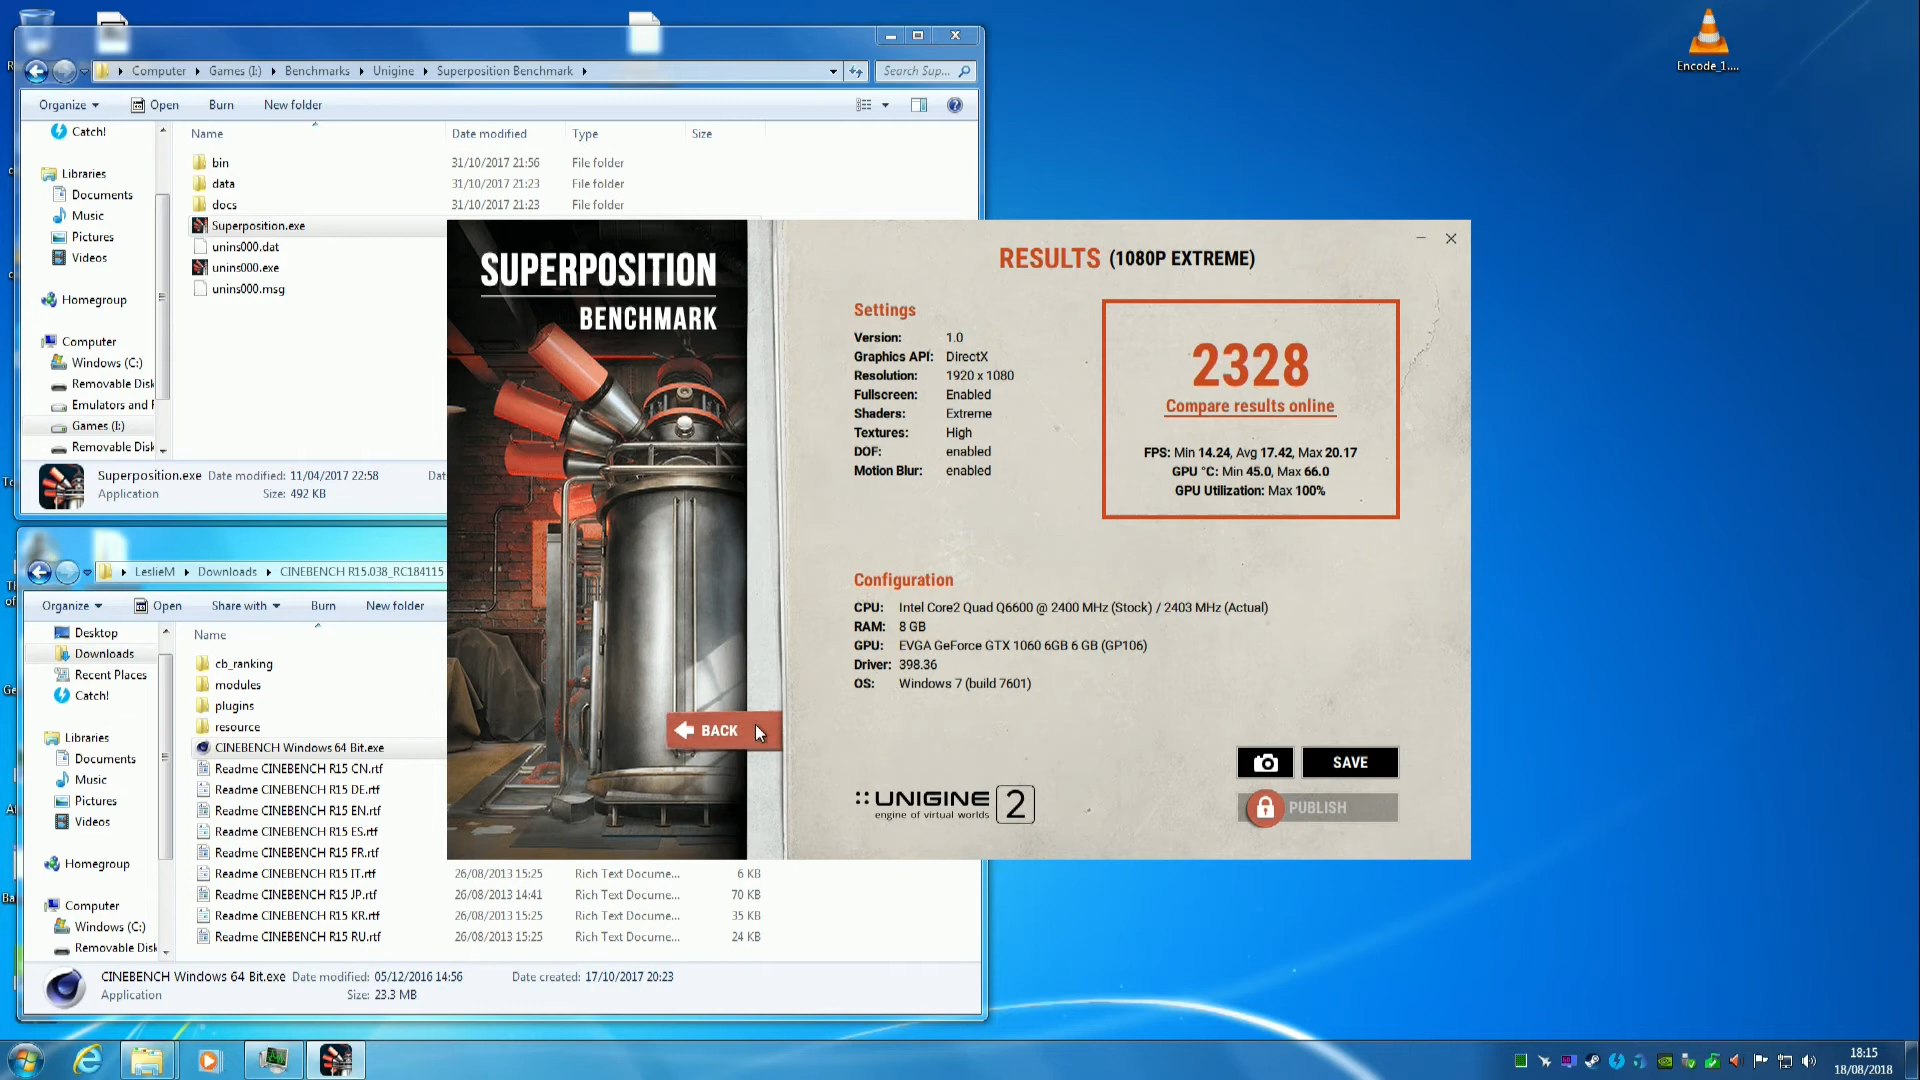 Computer Games (I:) Benchmarks Unigine Superposition Benchmark
Search Sup...
Encode_1....
Organize Open Burn New folder
Catch!
Libraries
Documents
Music
Pictures
Videos
Homegroup
Computer
Windows (C:)
Removable Disk
Emulators and
Games (I:)
Removable Disk
Name Date modified Type Size
bin 31/10/2017 21:56 File folder
data 31/10/2017 21:23 File folder
docs 31/10/2017 21:23 File folder
Superposition.exe
unins000.dat
unins000.exe
unins000.msg
Superposition.exe Date modified: 11/04/2017 22:58 Dat
Application Size: 492 KB
SUPERPOSITION
BENCHMARK
BACK
RESULTS (1080P EXTREME)
Settings
Version: 1.0
Graphics API: DirectX
Resolution: 1920 x 1080
Fullscreen: Enabled
Shaders: Extreme
Textures: High
DOF: enabled
Motion Blur: enabled
2328
Compare results online
FPS: Min 14.24, Avg 17.42, Max 20.17
GPU °C: Min 45.0, Max 66.0
GPU Utilization: Max 100%
Configuration
CPU: Intel Core2 Quad Q6600 @ 2400 MHz (Stock) / 2403 MHz (Actual)
RAM: 8 GB
GPU: EVGA GeForce GTX 1060 6GB 6 GB (GP106)
Driver: 398.36
OS: Windows 7 (build 7601)
SAVE
PUBLISH
UNIGINE 2
engine of virtual worlds
LeslieM Downloads CINEBENCH R15.038_RC184115
Organize Open Share with Burn New folder
Desktop
Downloads
Recent Places
Catch!
Libraries
Documents
Music
Pictures
Videos
Homegroup
Computer
Windows (C:)
Removable Disk
Name
cb_ranking
modules
plugins
resource
CINEBENCH Windows 64 Bit.exe
Readme CINEBENCH R15 CN.rtf
Readme CINEBENCH R15 DE.rtf
Readme CINEBENCH R15 EN.rtf
Readme CINEBENCH R15 ES.rtf
Readme CINEBENCH R15 FR.rtf
Readme CINEBENCH R15 IT.rtf 26/08/2013 15:25 Rich Text Docume... 6 KB
Readme CINEBENCH R15 JP.rtf 26/08/2013 14:41 Rich Text Docume... 70 KB
Readme CINEBENCH R15 KR.rtf 26/08/2013 15:25 Rich Text Docume... 35 KB
Readme CINEBENCH R15 RU.rtf 26/08/2013 15:25 Rich Text Docume... 24 KB
CINEBENCH Windows 64 Bit.exe Date modified: 05/12/2016 14:56 Date created: 17/10/2017 20:23
Application Size: 23.3 MB
18:15
18/08/2018